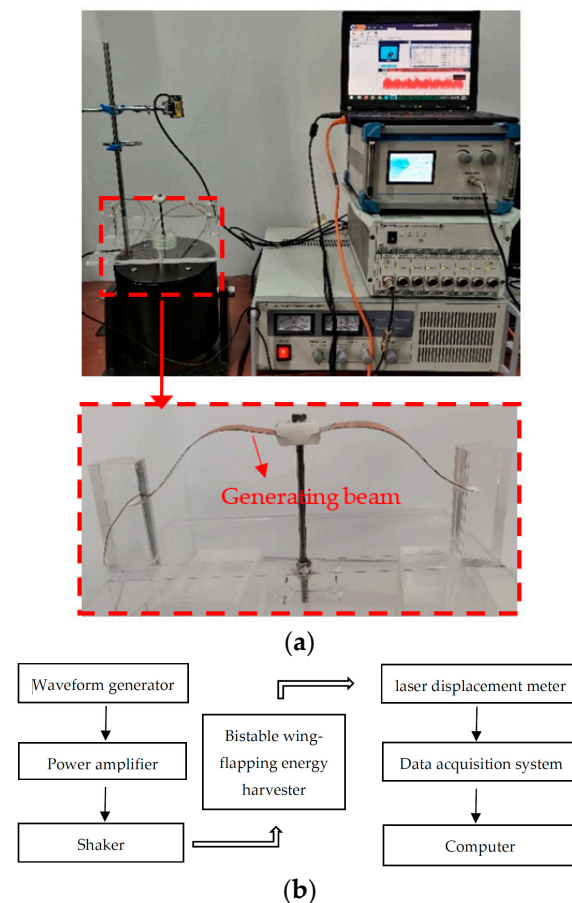 Generating beam
(a)
Waveform generator
Power amplifier
Shaker
Bistable wing-
flapping energy
harvester
laser displacement meter
Data acquisition system
Computer
(b)